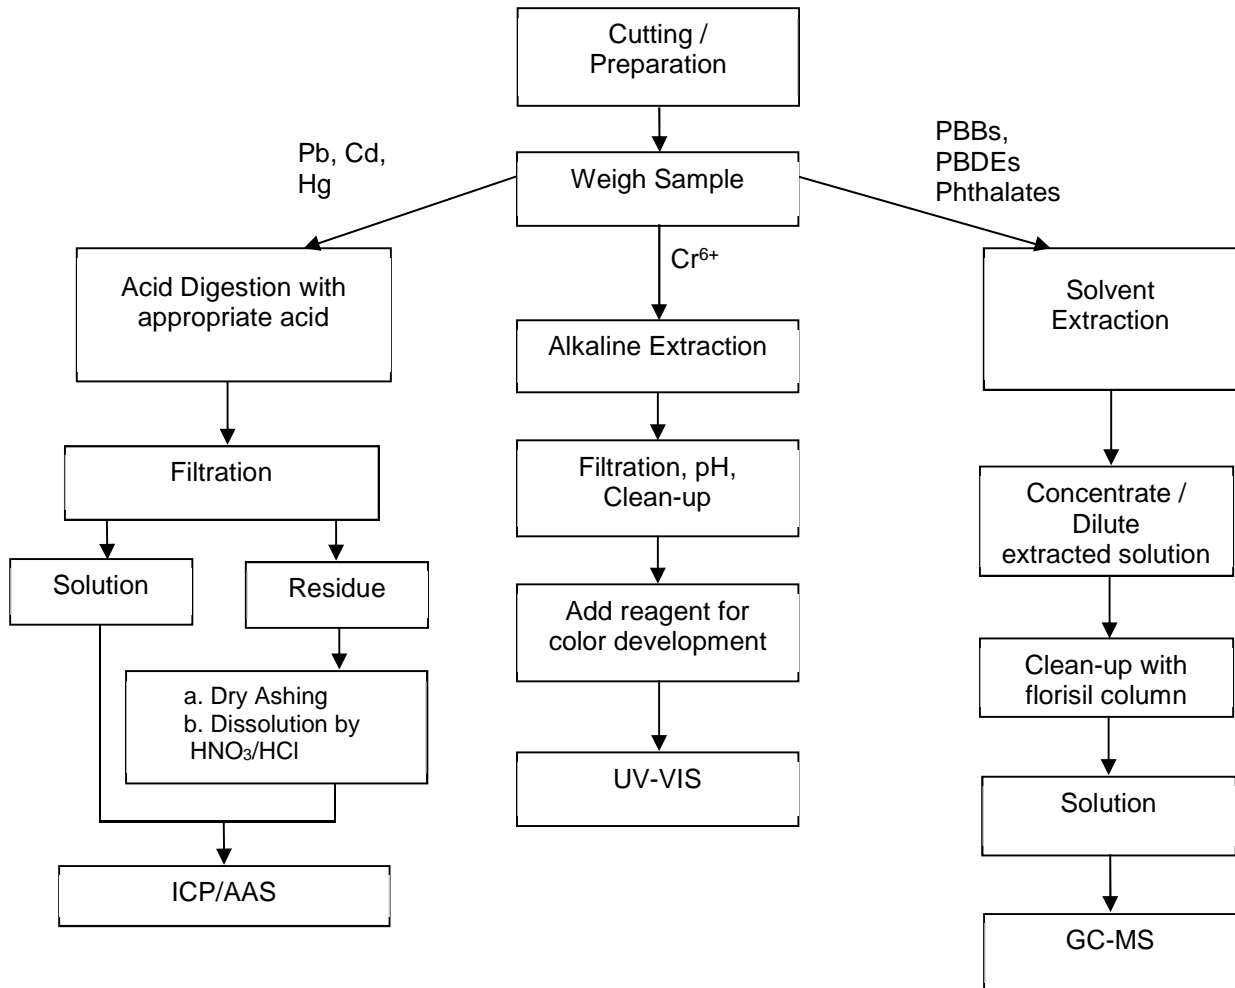 Cutting /
Preparation
Pb, Cd,
Hg
Weigh Sample
PBBs,
PBDEs
Phthalates
Cr⁶⁺
Acid Digestion with
appropriate acid
Filtration
Solution
Residue
a. Dry Ashing
b. Dissolution by
HNO₃/HCl
ICP/AAS
Alkaline Extraction
Filtration, pH,
Clean-up
Add reagent for
color development
UV-VIS
Solvent
Extraction
Concentrate /
Dilute
extracted solution
Clean-up with
florisil column
Solution
GC-MS